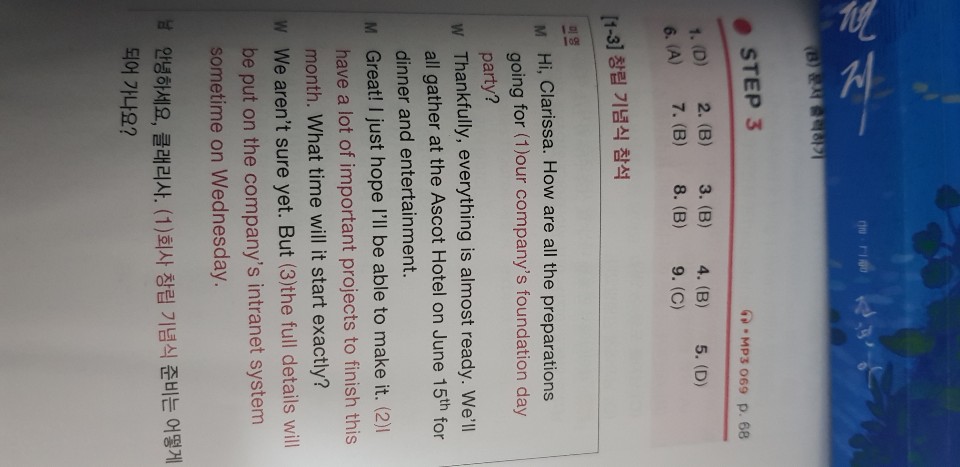 (B) 문서 출력하기
STEP 3
MP3 069 p. 68
1. (D) 2. (B) 3. (B) 4. (B) 5. (D)
6. (A) 7. (B) 8. (B) 9. (C)
[1-3] 창립 기념식 참석
미 영
M Hi, Clarissa. How are all the preparations
going for (1)our company's foundation day
party?
W Thankfully, everything is almost ready. We'll
all gather at the Ascot Hotel on June 15th for
dinner and entertainment.
M Great! I just hope I'll be able to make it. (2)I
have a lot of important projects to finish this
month. What time will it start exactly?
W We aren't sure yet. But (3)the full details will
be put on the company's intranet system
sometime on Wednesday.
남 안녕하세요, 클래리사. (1)회사 창립 기념식 준비는 어떻게
되어 가나요?